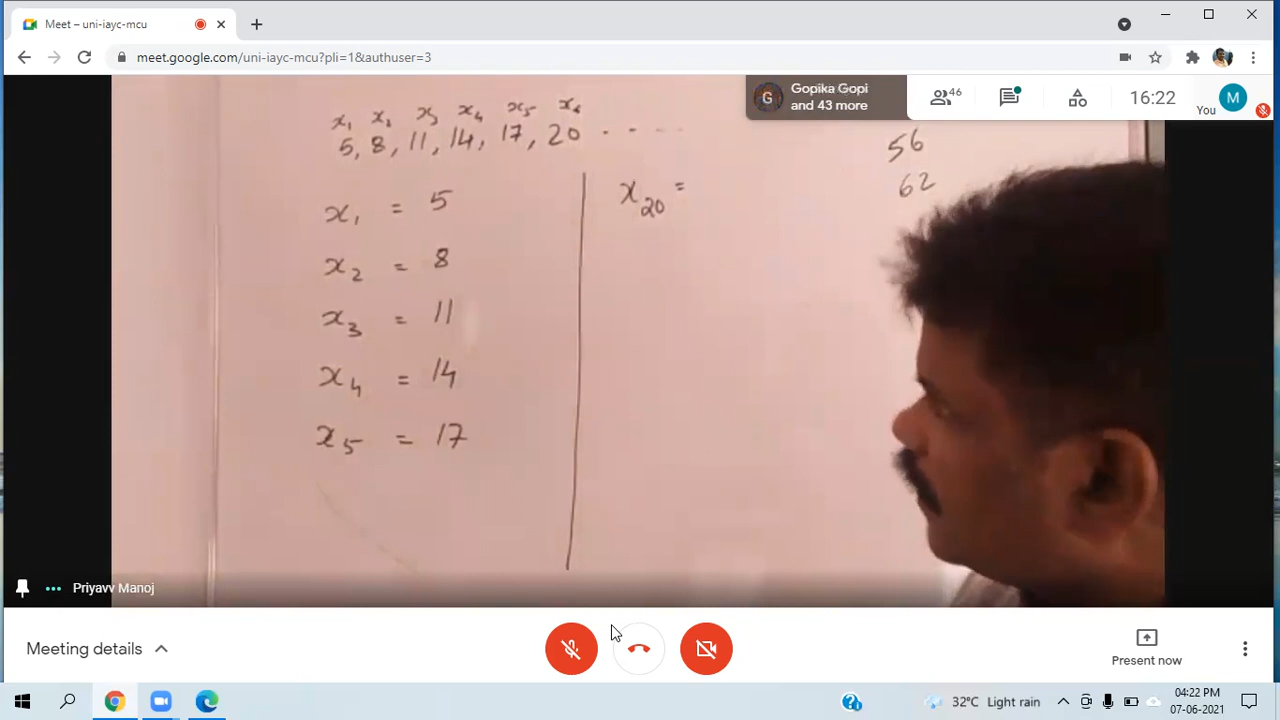 Meet – uni-iayc-mcu
meet.google.com/uni-iayc-mcu?pli=1&authuser=3
G
Gopika Gopi
and 43 more
46
16:22
You
M
x₁ x₂ x₃ x₄ x₅ x₆
5, 8, 11, 14, 17, 20 . . . .
56
62
x₁ = 5
x₂₀ =
x₂ = 8
x₃ = 11
x₄ = 14
x₅ = 17
Priyavv Manoj
Meeting details
Present now
32°C Light rain
04:22 PM
07-06-2021